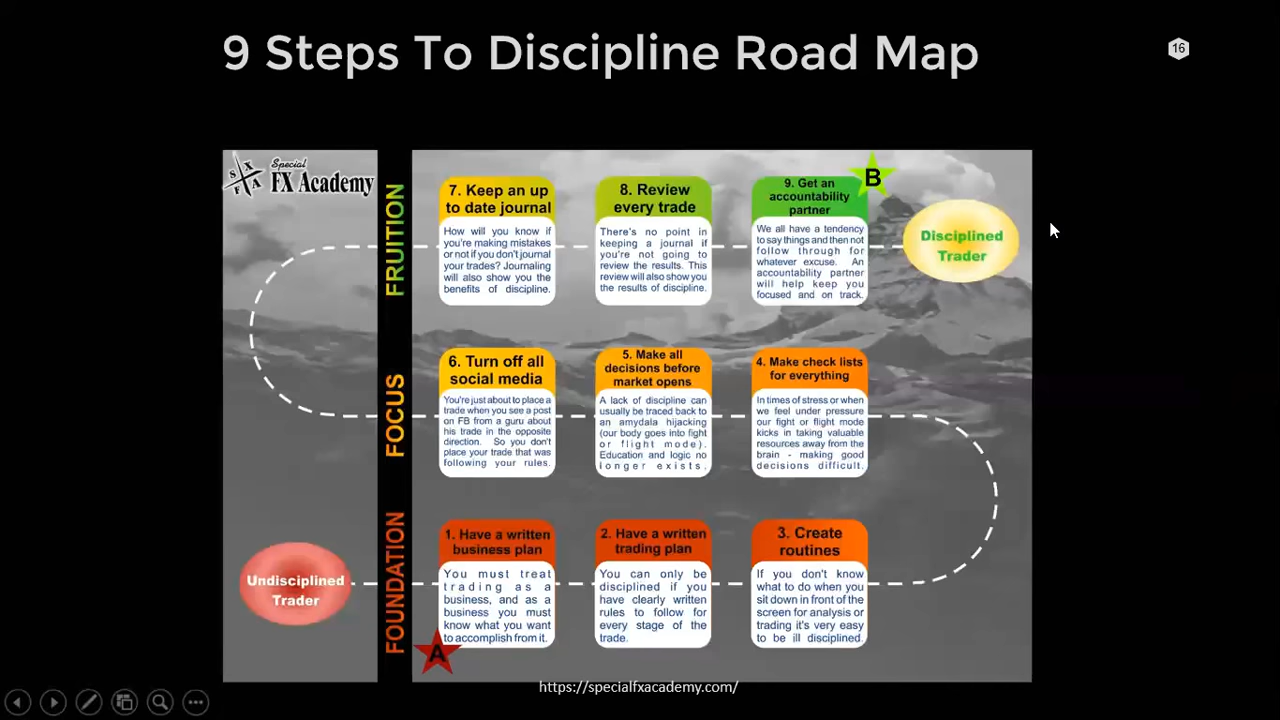 9 Steps To Discipline Road Map
16
Special
FX Academy
S X F A
FRUITION
7. Keep an up
to date journal
How will you know if
you're making mistakes
or not if you don't journal
your trades? Journaling
will also show you the
benefits of discipline.
8. Review
every trade
There's no point in
keeping a journal if
you're not going to
review the results. This
review will also show you
the results of discipline.
9. Get an
accountability
partner
We all have a tendency
to say things and then not
follow through for
whatever excuse. An
accountability partner
will help keep you
focused and on track.
B
Disciplined
Trader
FOCUS
6. Turn off all
social media
You're just about to place a
trade when you see a post
on FB from a guru about
his trade in the opposite
direction. So you don't
place your trade that was
following your rules.
5. Make all
decisions before
market opens
A lack of discipline can
usually be traced back to
an amydala hijacking
(our body goes into fight
or flight mode).
Education and logic no
longer exists.
4. Make check lists
for everything
In times of stress or when
we feel under pressure
our fight or flight mode
kicks in taking valuable
resources away from the
brain - making good
decisions difficult.
FOUNDATION
Undisciplined
Trader
1. Have a written
business plan
You must treat
trading as a
business, and as a
business you must
know what you want
to accomplish from it.
A
2. Have a written
trading plan
You can only be
disciplined if you
have clearly written
rules to follow for
every stage of the
trade.
3. Create
routines
If you don't know
what to do when you
sit down in front of the
screen for analysis or
trading it's very easy
to be ill disciplined.
https://specialfxacademy.com/